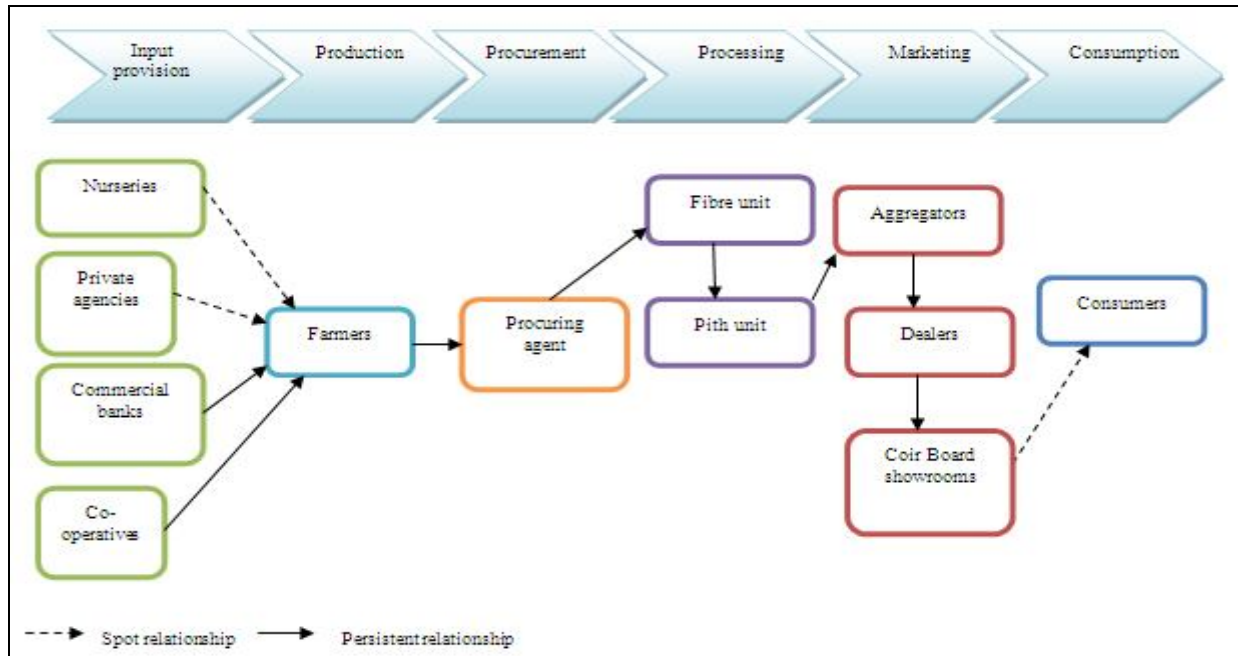 Input
provision
Production
Procurement
Processing
Marketing
Consumption
Nurseries
Private
agencies
Commercial
banks
Co-
operatives
Farmers
Procuring
agent
Fibre unit
Pith unit
Aggregators
Dealers
Coir Board
showrooms
Consumers
Spot relationship
Persistent relationship